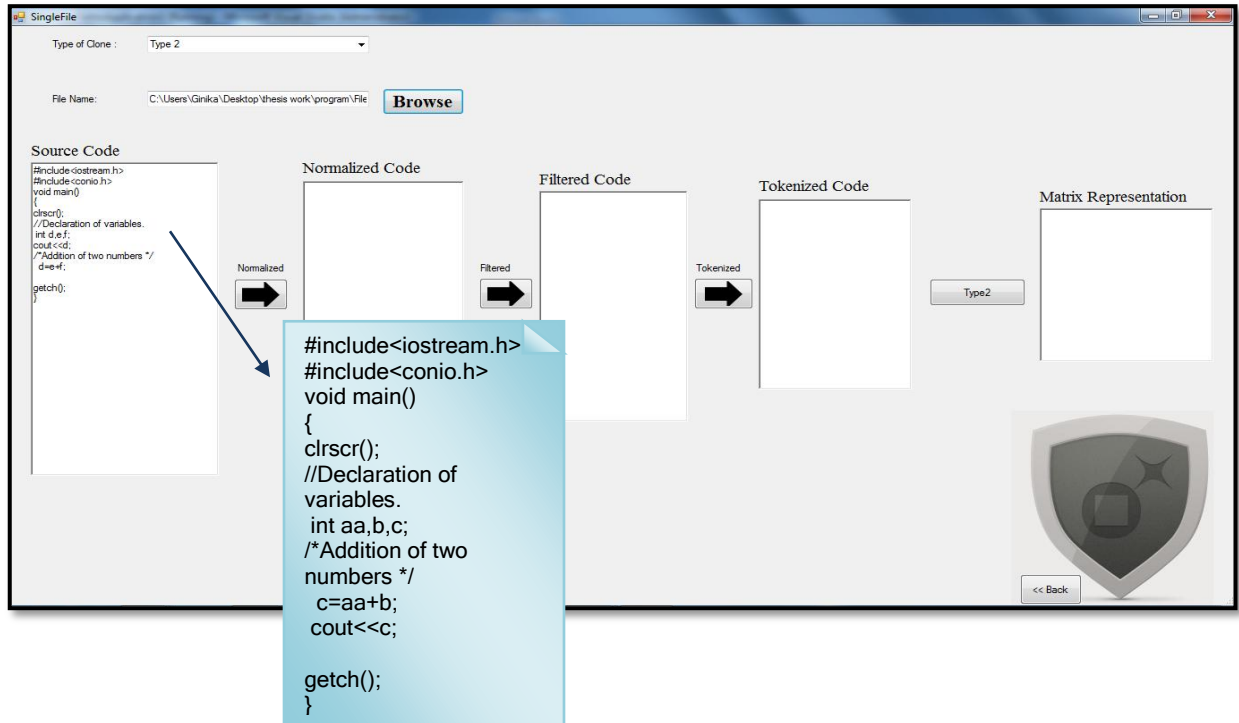 SingleFile
Type of Clone :
Type 2
File Name:
C:\Users\Ginika\Desktop\thesis work\program\File
Browse
Source Code
#include<iostream.h>
#include<conio.h>
void main()
{
clrscr();
//Declaration of variables.
int d,e,f;
cout<<d;
/*Addition of two numbers */
d=e+f;
getch();
}
Normalized
Normalized Code
Filtered
Filtered Code
Tokenized
Tokenized Code
Type2
Matrix Representation
<< Back
#include<iostream.h>
#include<conio.h>
void main()
{
clrscr();
//Declaration of
variables.
int aa,b,c;
/*Addition of two
numbers */
c=aa+b;
cout<<c;
getch();
}